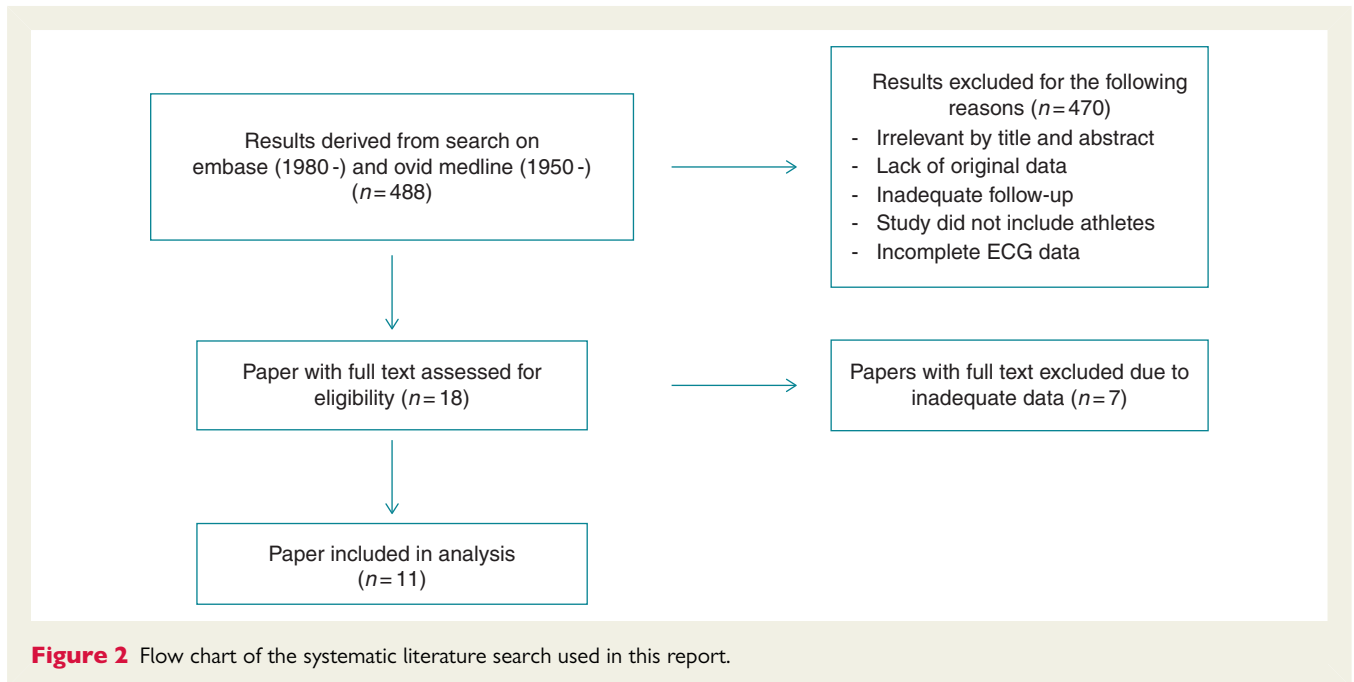 Results derived from search on
embase (1980 -) and ovid medline (1950 -)
(n = 488)
Results excluded for the following
reasons (n = 470)
- Irrelevant by title and abstract
- Lack of original data
- Inadequate follow-up
- Study did not include athletes
- Incomplete ECG data
Paper with full text assessed for
eligibility (n = 18)
Papers with full text excluded due to
inadequate data (n = 7)
Paper included in analysis
(n = 11)
Figure 2 Flow chart of the systematic literature search used in this report.